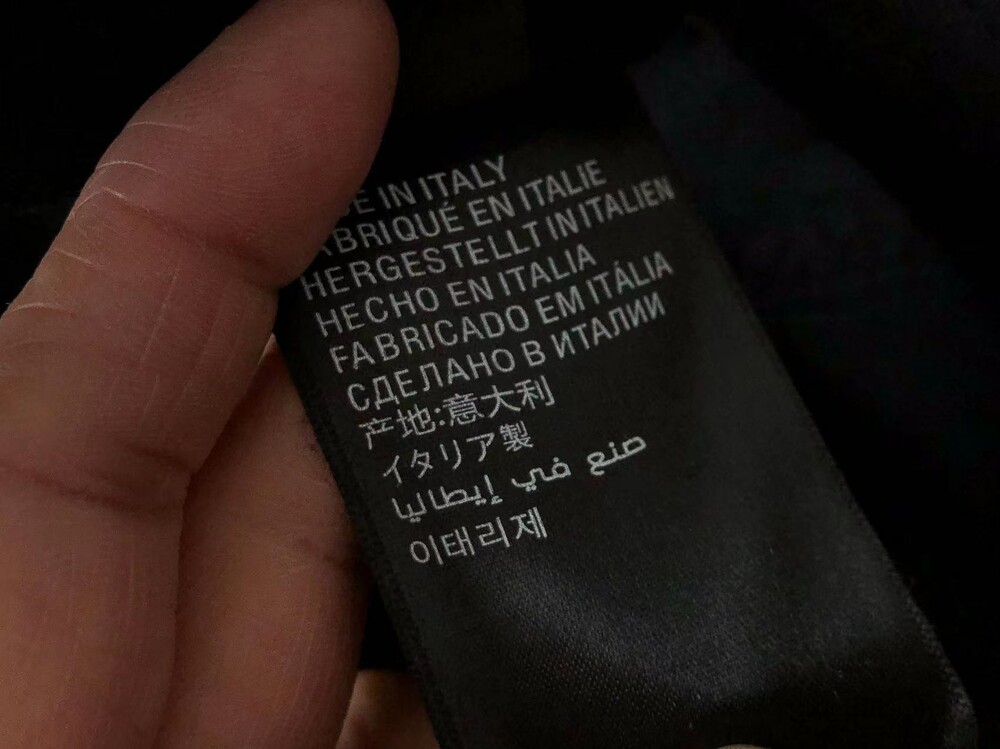 E IN ITALY
ABRIQUÉ EN ITALIE
HERGESTELLT IN ITALIEN
HECHO EN ITALIA
FABRICADO EM ITÁLIA
СДЕЛАНО В ИТАЛИИ
产地:意大利
イタリア製
صنع في إيطاليا
이태리제